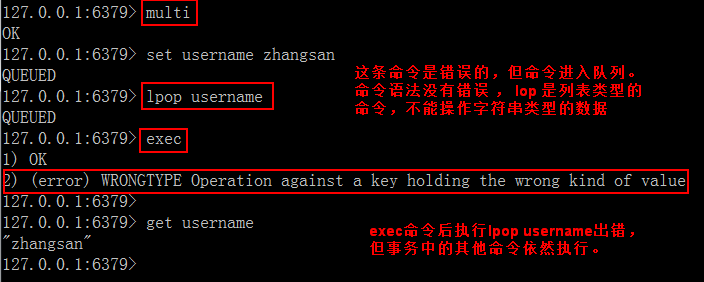 127.0.0.1:6379> multi
OK
127.0.0.1:6379> set username zhangsan
QUEUED
127.0.0.1:6379> lpop username
QUEUED
127.0.0.1:6379> exec
1) OK
2) (error) WRONGTYPE Operation against a key holding the wrong kind of value
127.0.0.1:6379>
127.0.0.1:6379> get username
"zhangsan"
127.0.0.1:6379>
这条命令是错误的，但命令进入队列。
命令语法没有错误 ，lop 是列表类型的
命令，不能操作字符串类型的数据
exec命令后执行lpop username出错，
但事务中的其他命令依然执行。